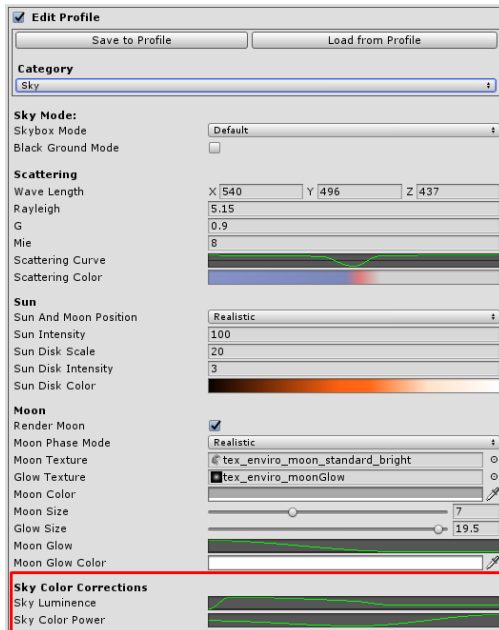 Edit Profile
Save to Profile Load from Profile
Category
Sky
Sky Mode:
Skybox Mode Default
Black Ground Mode
Scattering
Wave Length X 540 Y 496 Z 437
Rayleigh 5.15
G 0.9
Mie 8
Scattering Curve
Scattering Color
Sun
Sun And Moon Position Realistic
Sun Intensity 100
Sun Disk Scale 20
Sun Disk Intensity 3
Sun Disk Color
Moon
Render Moon
Moon Phase Mode Realistic
Moon Texture tex_enviro_moon_standard_bright
Glow Texture tex_enviro_moonGlow
Moon Color
Moon Size 7
Glow Size 19.5
Moon Glow
Moon Glow Color
Sky Color Corrections
Sky Luminence
Sky Color Power